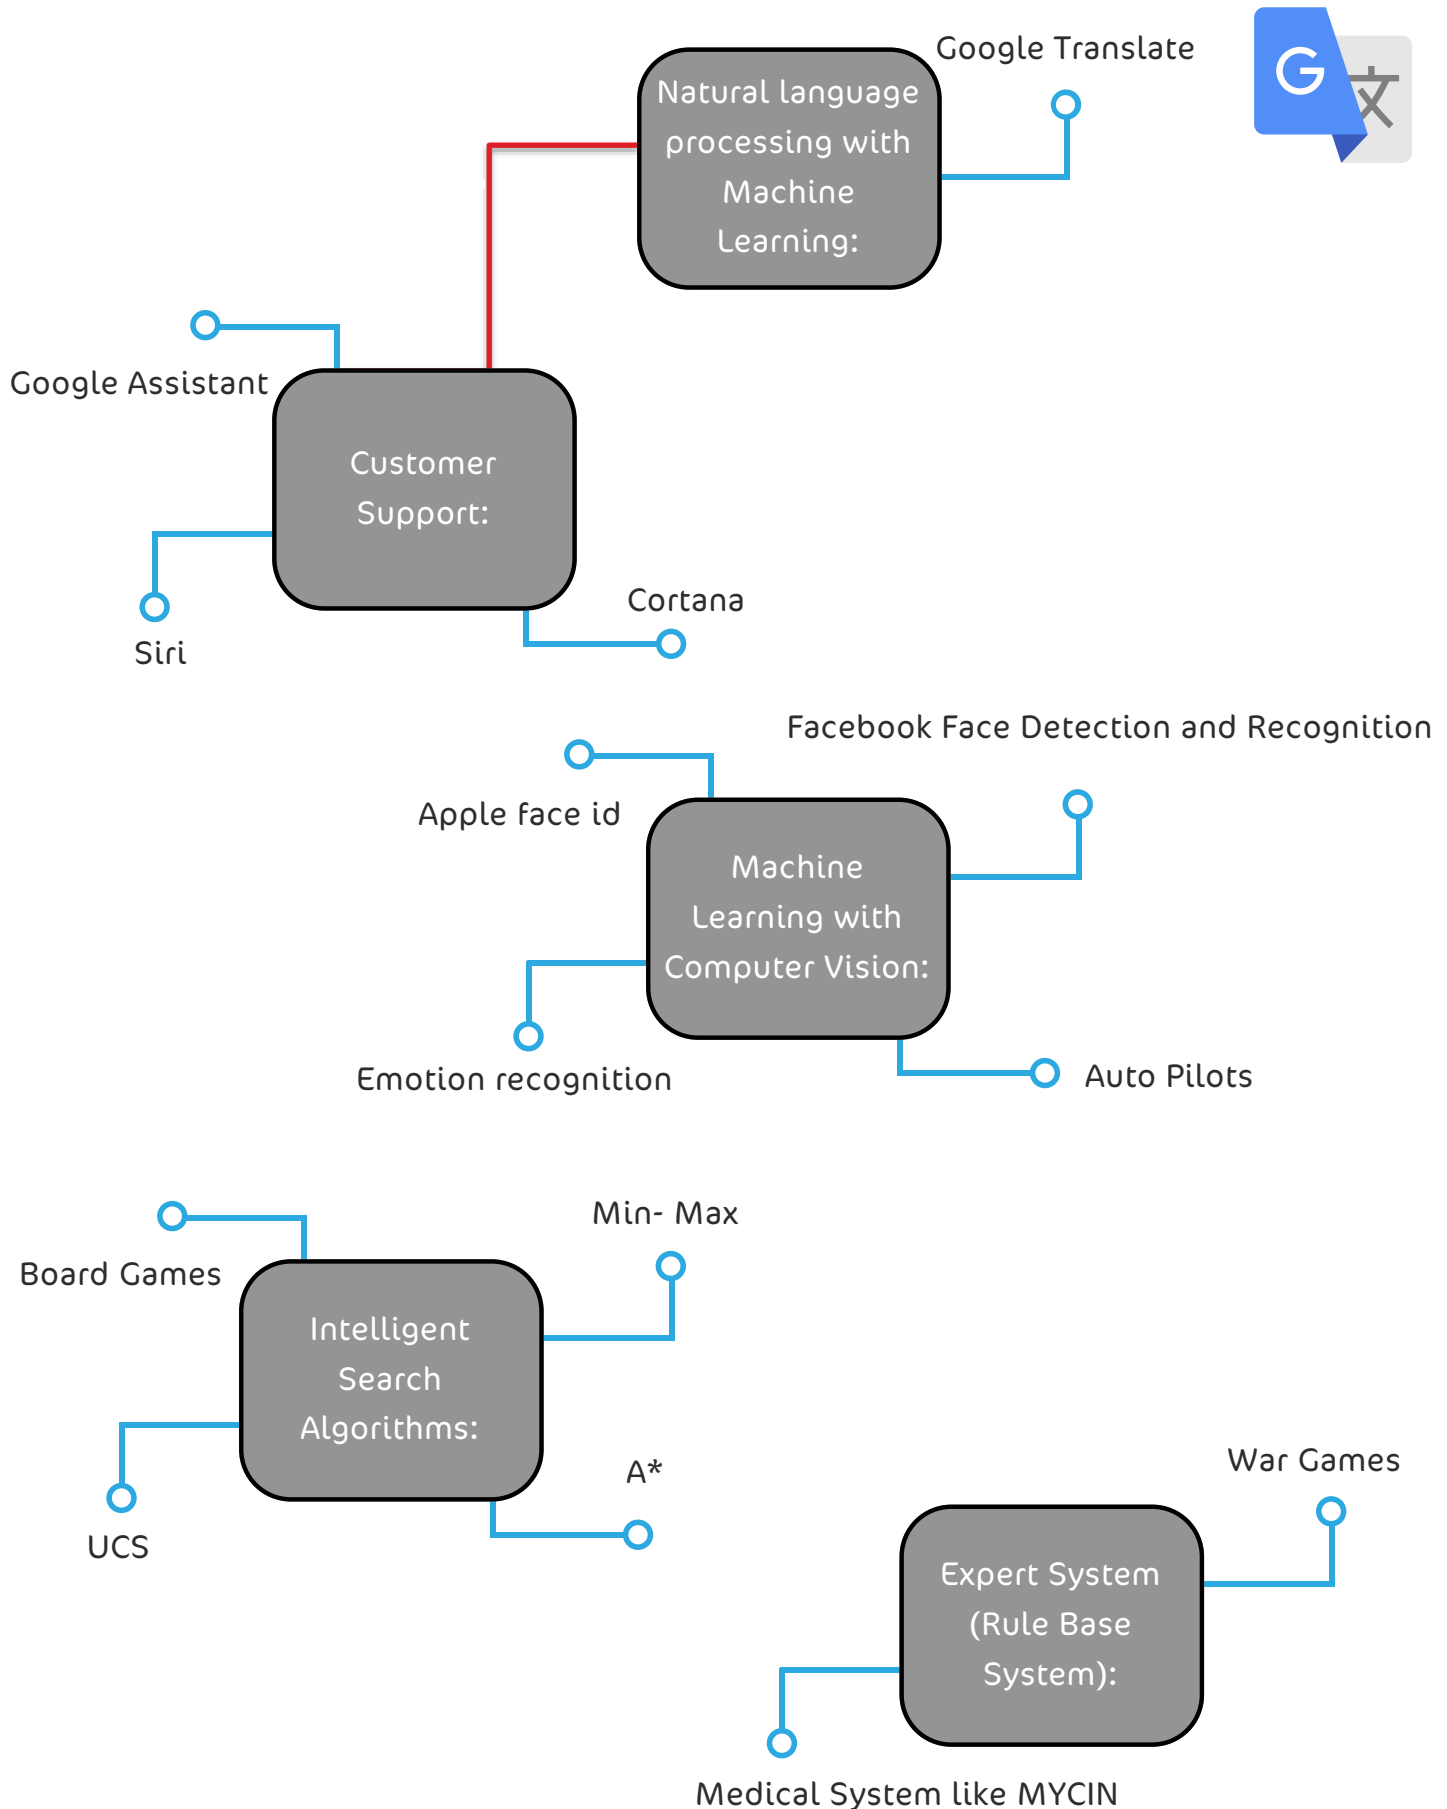 Google Translate
G 文
Natural language
processing with
Machine
Learning:
Google Assistant
Customer
Support:
Siri
Cortana
Facebook Face Detection and Recognition
Apple face id
Machine
Learning with
Computer Vision:
Emotion recognition
Auto Pilots
Min- Max
Board Games
Intelligent
Search
Algorithms:
A*
UCS
War Games
Expert System
(Rule Base
System):
Medical System like MYCIN